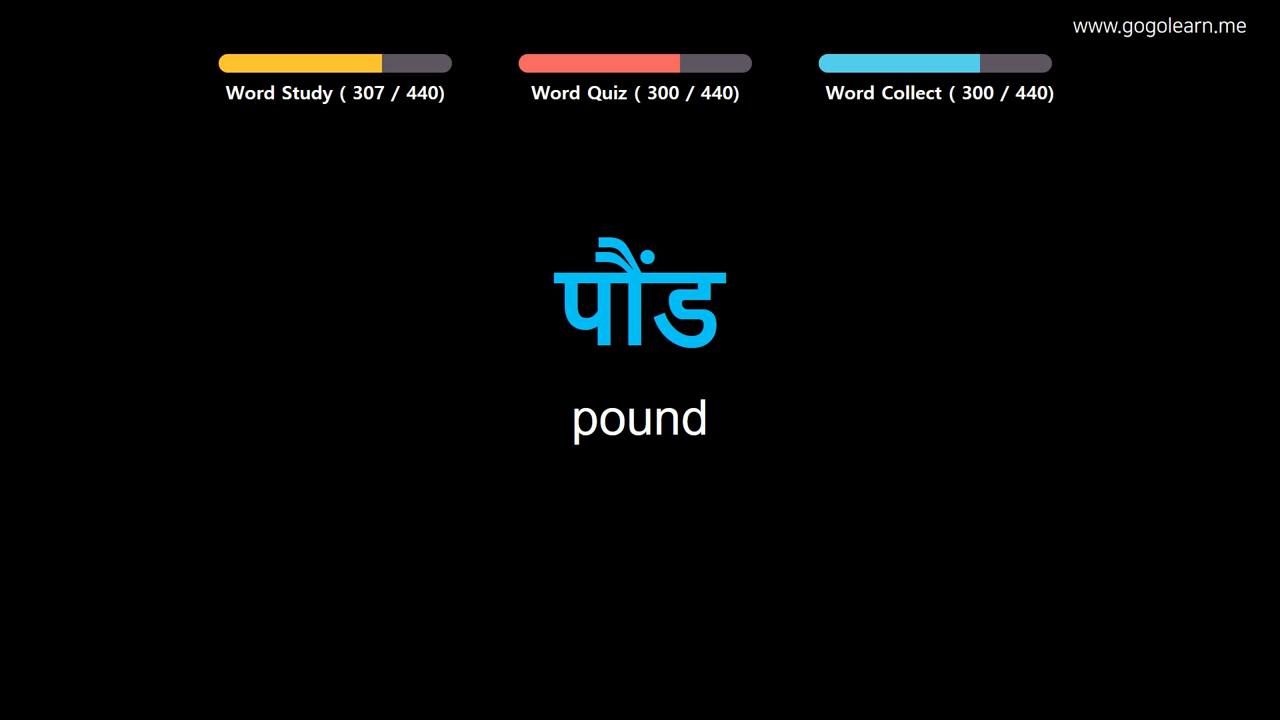 www.gogolearn.me
Word Study ( 307 / 440)
Word Quiz ( 300 / 440)
Word Collect ( 300 / 440)
पौंड
pound